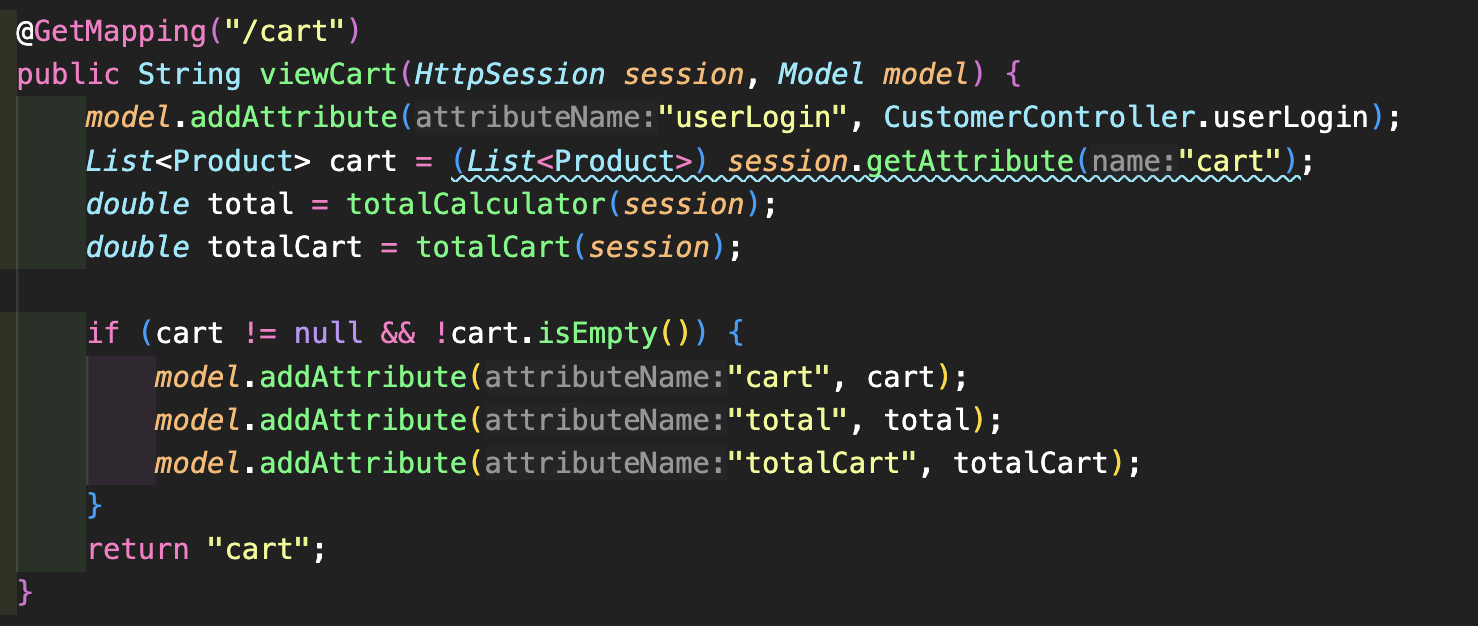 @GetMapping("/cart")
public String viewCart(HttpSession session, Model model) {
model.addAttribute(attributeName:"userLogin", CustomerController.userLogin);
List<Product> cart = (List<Product>) session.getAttribute(name:"cart");
double total = totalCalculator(session);
double totalCart = totalCart(session);
if (cart != null && !cart.isEmpty()) {
model.addAttribute(attributeName:"cart", cart);
model.addAttribute(attributeName:"total", total);
model.addAttribute(attributeName:"totalCart", totalCart);
}
return "cart";
}